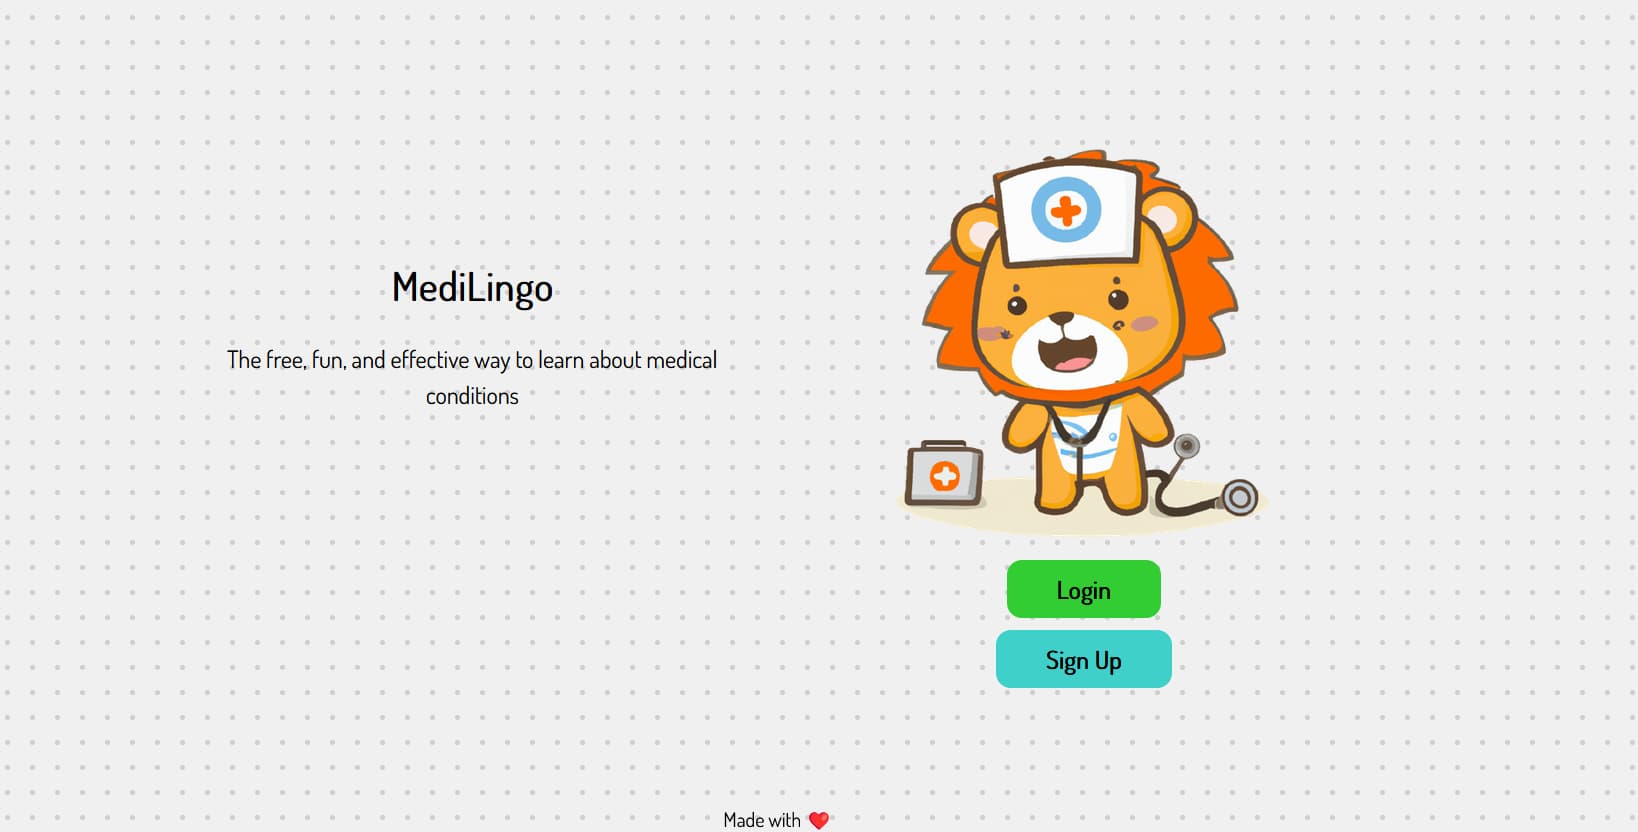 MediLingo
The free, fun, and effective way to learn about medical
conditions
Login
Sign Up
Made with ❤️